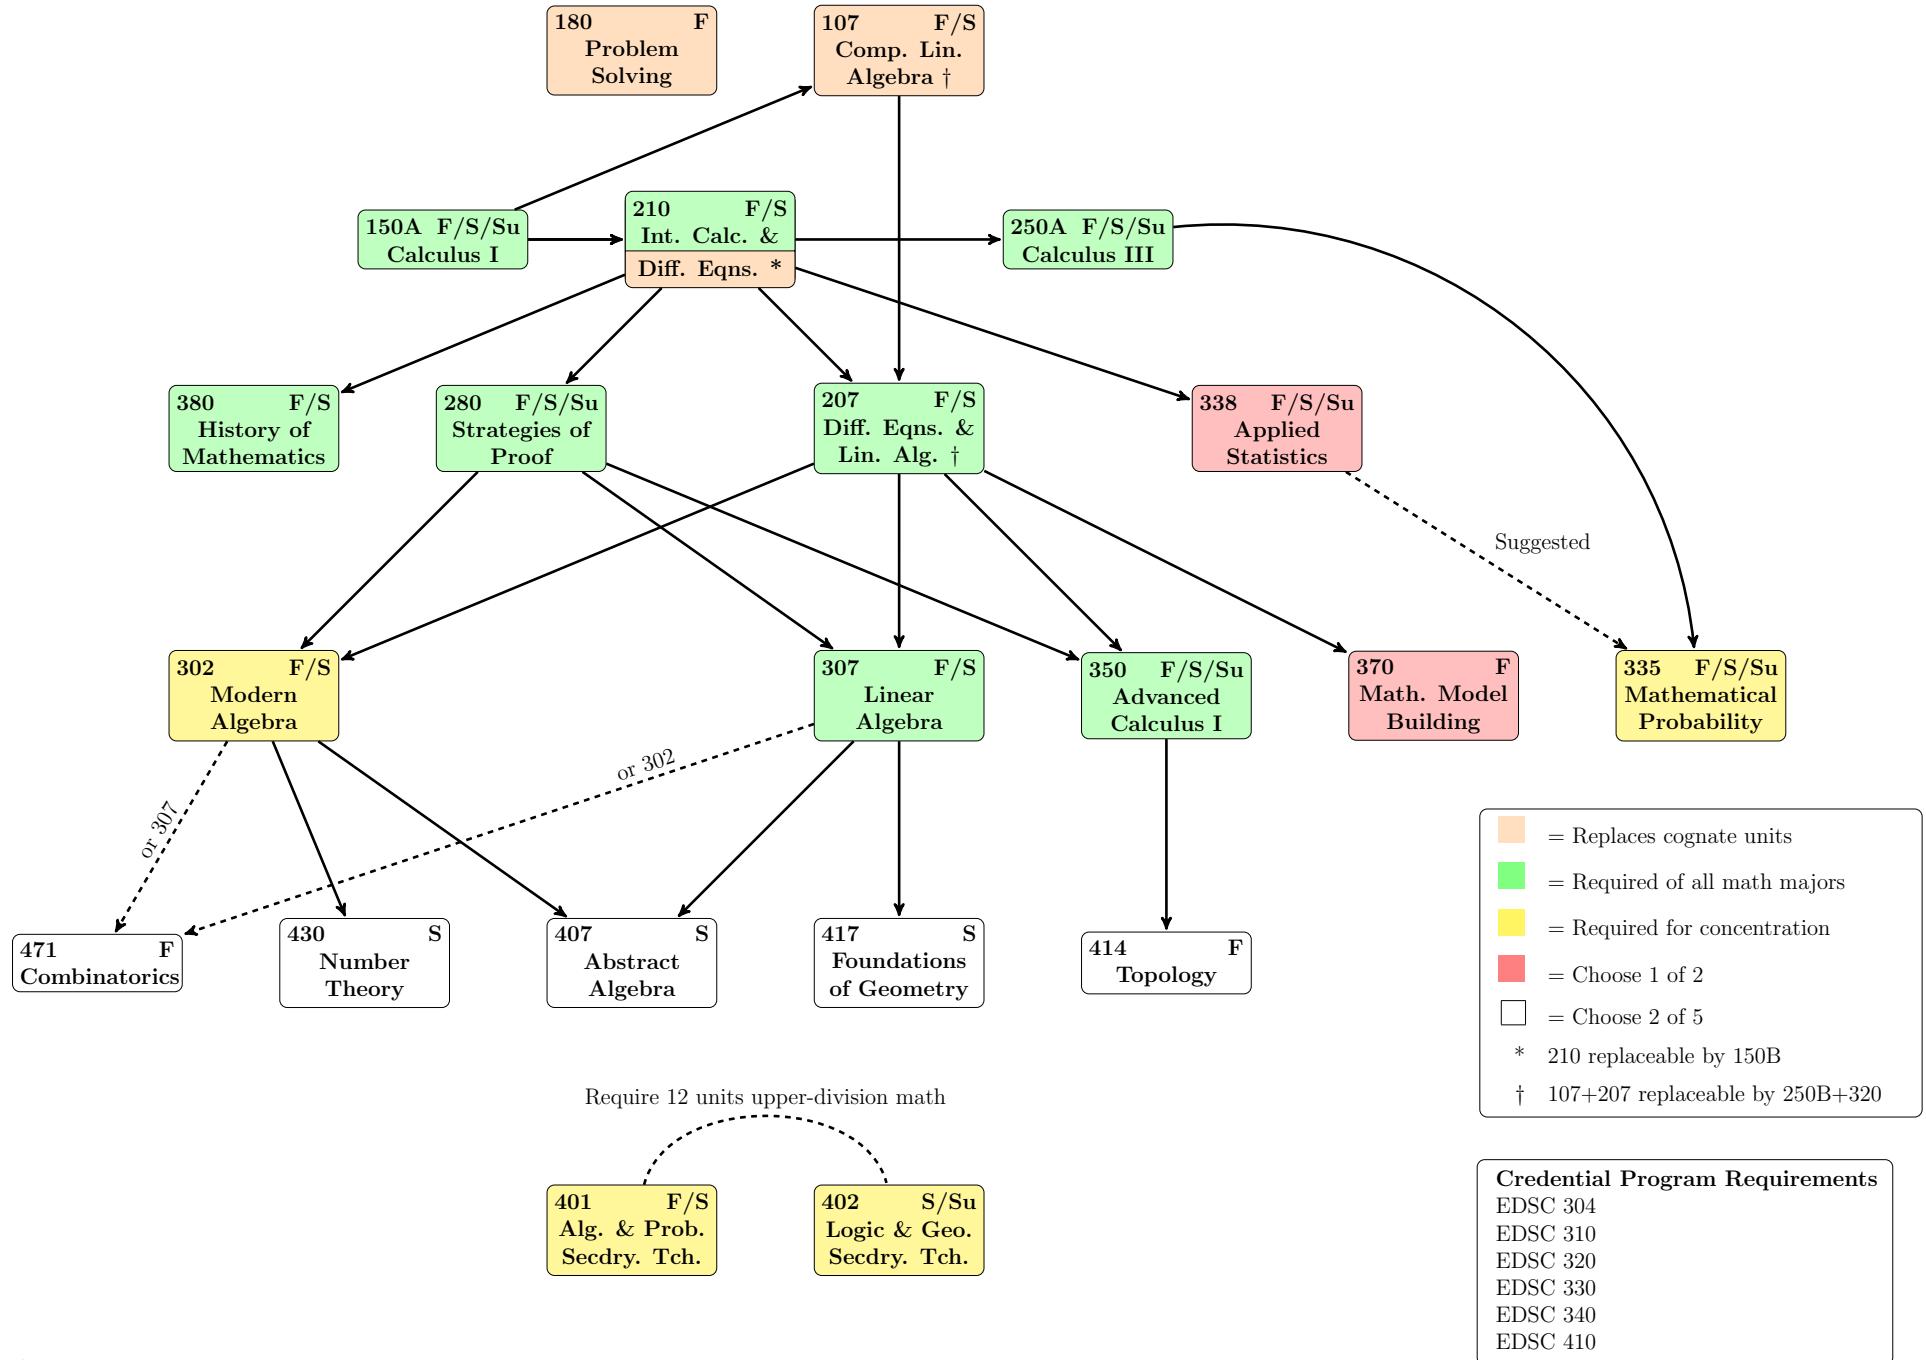 180 F
Problem
Solving
107 F/S
Comp. Lin.
Algebra †
150A F/S/Su
Calculus I
210 F/S
Int. Calc. &
Diff. Eqns. *
250A F/S/Su
Calculus III
380 F/S
History of
Mathematics
280 F/S/Su
Strategies of
Proof
207 F/S
Diff. Eqns. &
Lin. Alg. †
338 F/S/Su
Applied
Statistics
Suggested
302 F/S
Modern
Algebra
307 F/S
Linear
Algebra
350 F/S/Su
Advanced
Calculus I
370 F
Math. Model
Building
335 F/S/Su
Mathematical
Probability
or 307
or 302
471 F
Combinatorics
430 S
Number
Theory
407 S
Abstract
Algebra
417 S
Foundations
of Geometry
414 F
Topology
= Replaces cognate units
= Required of all math majors
= Required for concentration
= Choose 1 of 2
= Choose 2 of 5
* 210 replaceable by 150B
† 107+207 replaceable by 250B+320
Require 12 units upper-division math
401 F/S
Alg. & Prob.
Secdry. Tch.
402 S/Su
Logic & Geo.
Secdry. Tch.
Credential Program Requirements
EDSC 304
EDSC 310
EDSC 320
EDSC 330
EDSC 340
EDSC 410